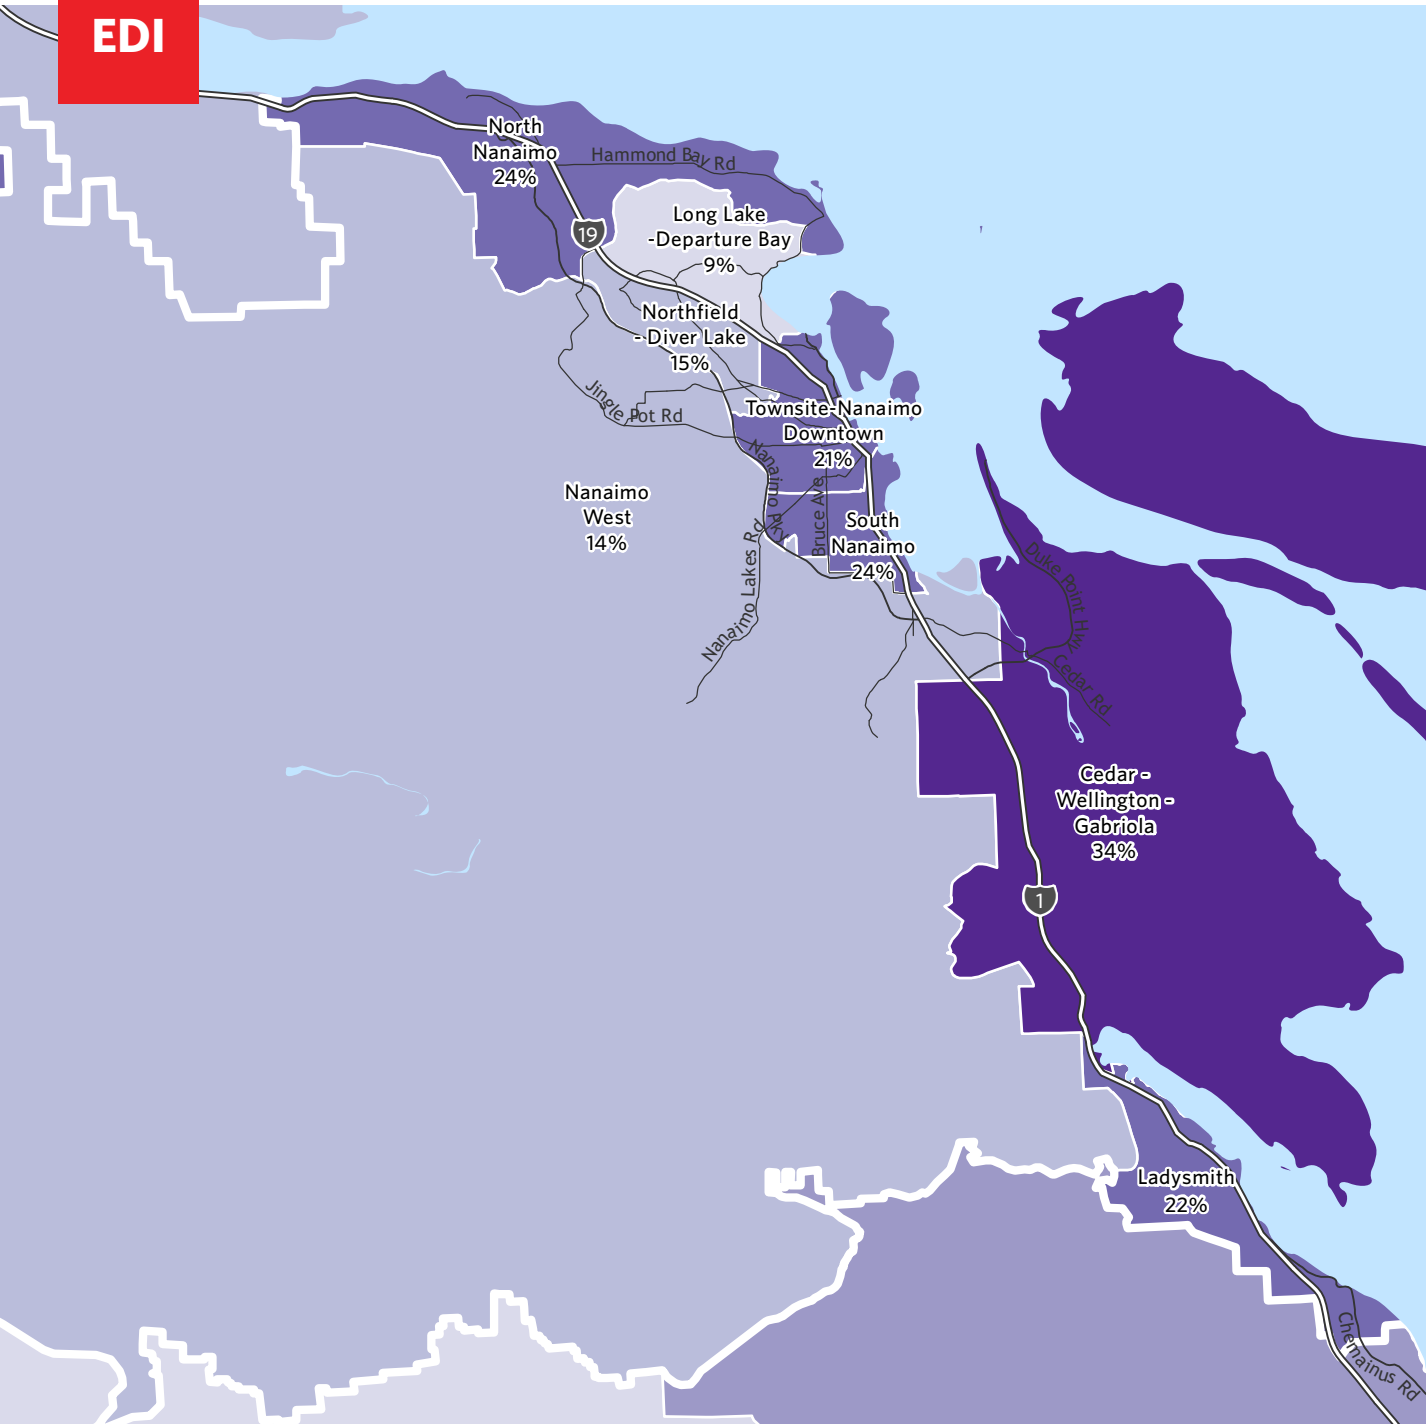 EDI
North
Nanaimo
24%
Hammond Bay Rd
19
Long Lake
-Departure Bay
9%
Northfield
- Diver Lake
15%
Jingle Pot Rd
Townsite-Nanaimo
Downtown
21%
Nanaimo Pky
Bruce Ave
Nanaimo
West
14%
South
Nanaimo
24%
Nanaimo Lakes Rd
Duke Point Hwy
Cedar Rd
Cedar -
Wellington -
Gabriola
34%
1
Ladysmith
22%
Chemainus Rd